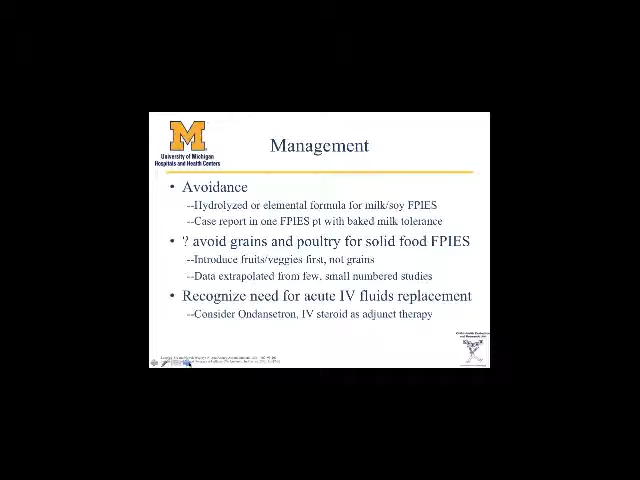 M
University of Michigan
Hospitals and Health Centers
Management
• Avoidance
--Hydrolyzed or elemental formula for milk/soy FPIES
--Case report in one FPIES pt with baked milk tolerance
• ? avoid grains and poultry for solid food FPIES
--Introduce fruits/veggies first, not grains
--Data extrapolated from few, small numbered studies
• Recognize need for acute IV fluids replacement
--Consider Ondansetron, IV steroid as adjunct therapy